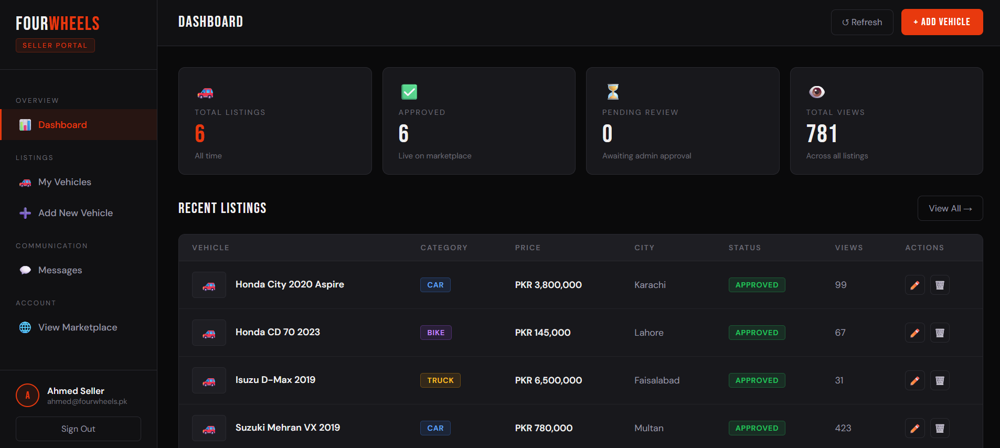 FOURWHEELS
SELLER PORTAL
OVERVIEW
Dashboard
LISTINGS
My Vehicles
Add New Vehicle
COMMUNICATION
Messages
ACCOUNT
View Marketplace
A
Ahmed Seller
ahmed@fourwheels.pk
Sign Out
DASHBOARD
↺ Refresh
+ ADD VEHICLE
TOTAL LISTINGS
6
All time
APPROVED
6
Live on marketplace
PENDING REVIEW
0
Awaiting admin approval
TOTAL VIEWS
781
Across all listings
RECENT LISTINGS
View All →
VEHICLE CATEGORY PRICE CITY STATUS VIEWS ACTIONS
Honda City 2020 Aspire CAR PKR 3,800,000 Karachi APPROVED 99
Honda CD 70 2023 BIKE PKR 145,000 Lahore APPROVED 67
Isuzu D-Max 2019 TRUCK PKR 6,500,000 Faisalabad APPROVED 31
Suzuki Mehran VX 2019 CAR PKR 780,000 Multan APPROVED 423